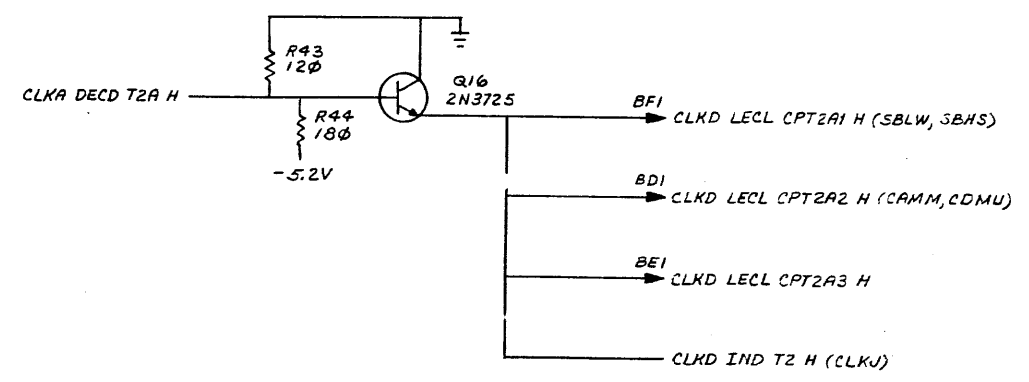 R43
12Ø
CLKA DECD T2A H
R44
18Ø
-5.2V
Q16
2N3725
BF1
CLKD LECL CPT2A1 H (SBLW, SBHS)
BD1
CLKD LECL CPT2A2 H (CAMM, CDMU)
BE1
CLKD LECL CPT2A3 H
CLKD IND T2 H (CLKJ)